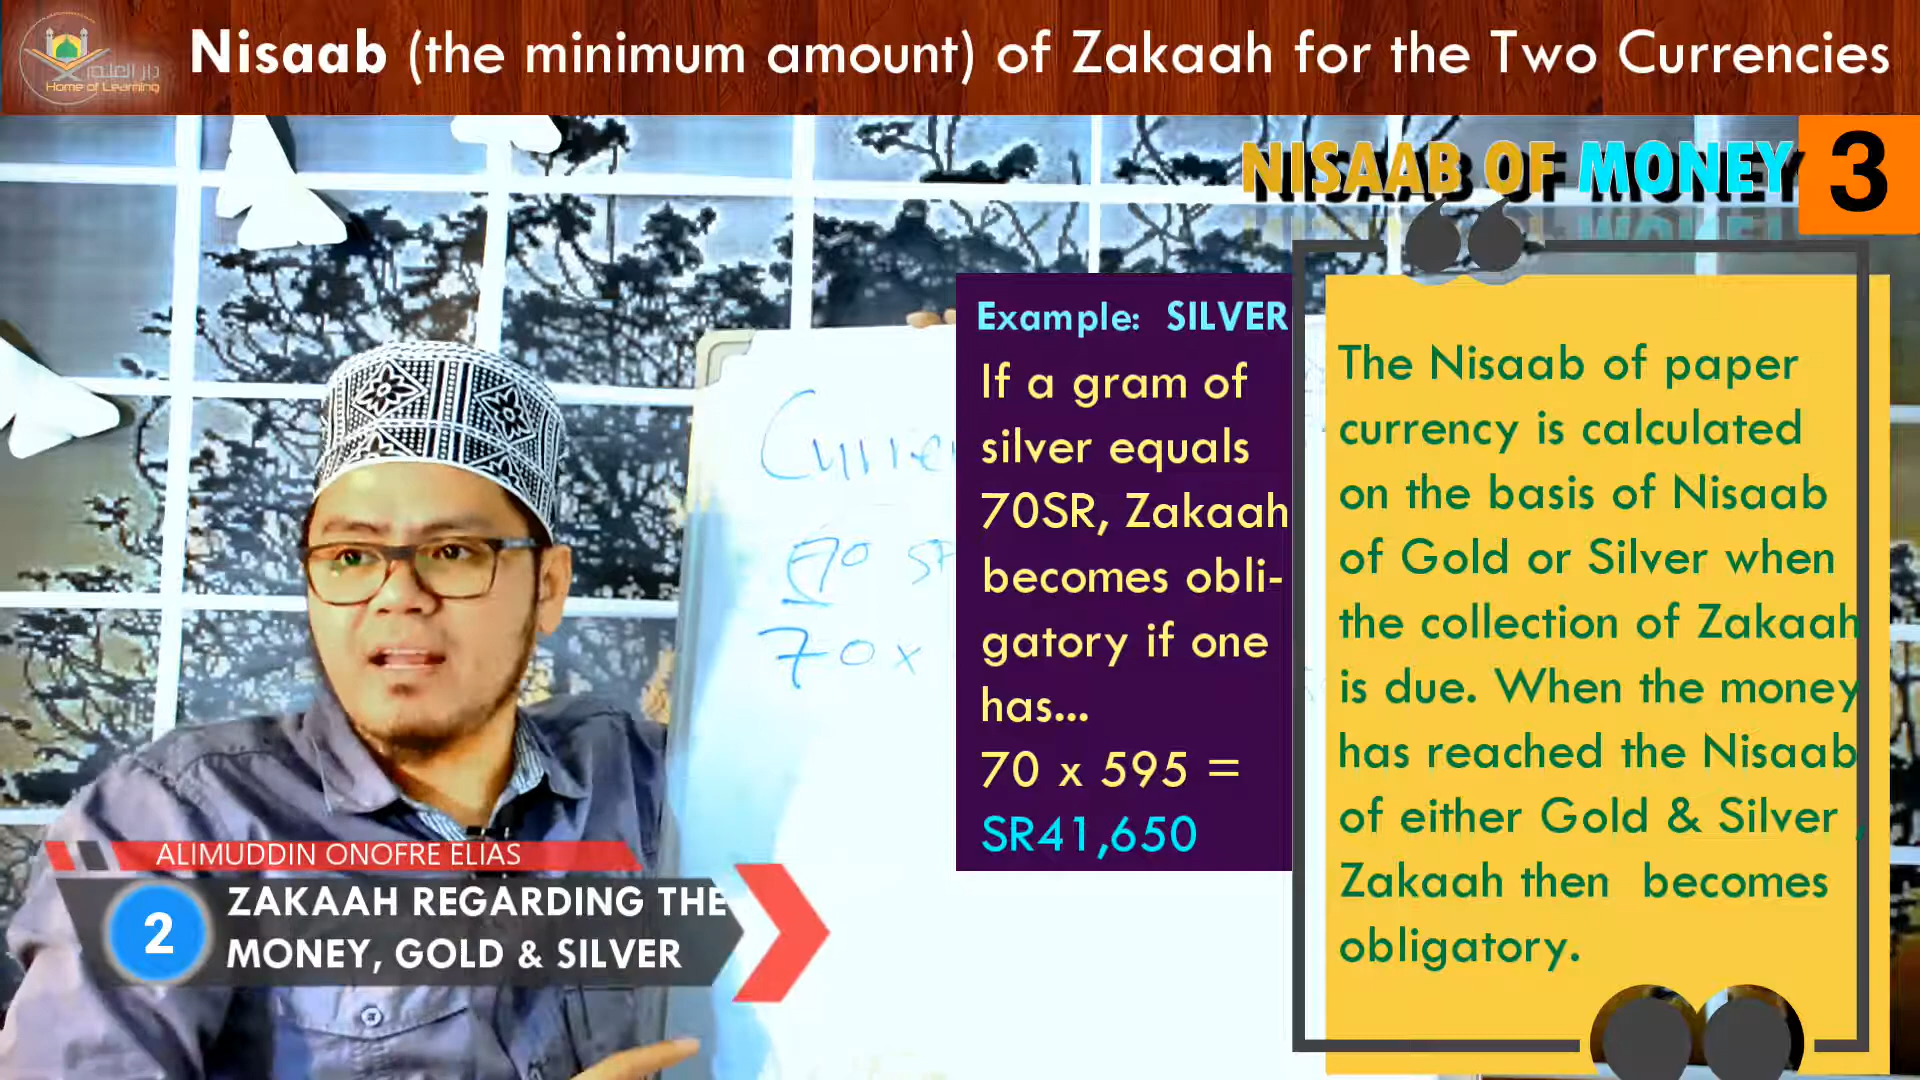 دار العلوم
Home of Learning
Nisaab (the minimum amount) of Zakaah for the Two Currencies
NISAAB OF MONEY
3
Example: SILVER
If a gram of
silver equals
70SR, Zakaah
becomes obli-
gatory if one
has...
70 x 595 =
SR41,650
The Nisaab of paper
currency is calculated
on the basis of Nisaab
of Gold or Silver when
the collection of Zakaah
is due. When the money
has reached the Nisaab
of either Gold & Silver ,
Zakaah then becomes
obligatory.
70 x
ALIMUDDIN ONOFRE ELIAS
2
ZAKAAH REGARDING THE
MONEY, GOLD & SILVER